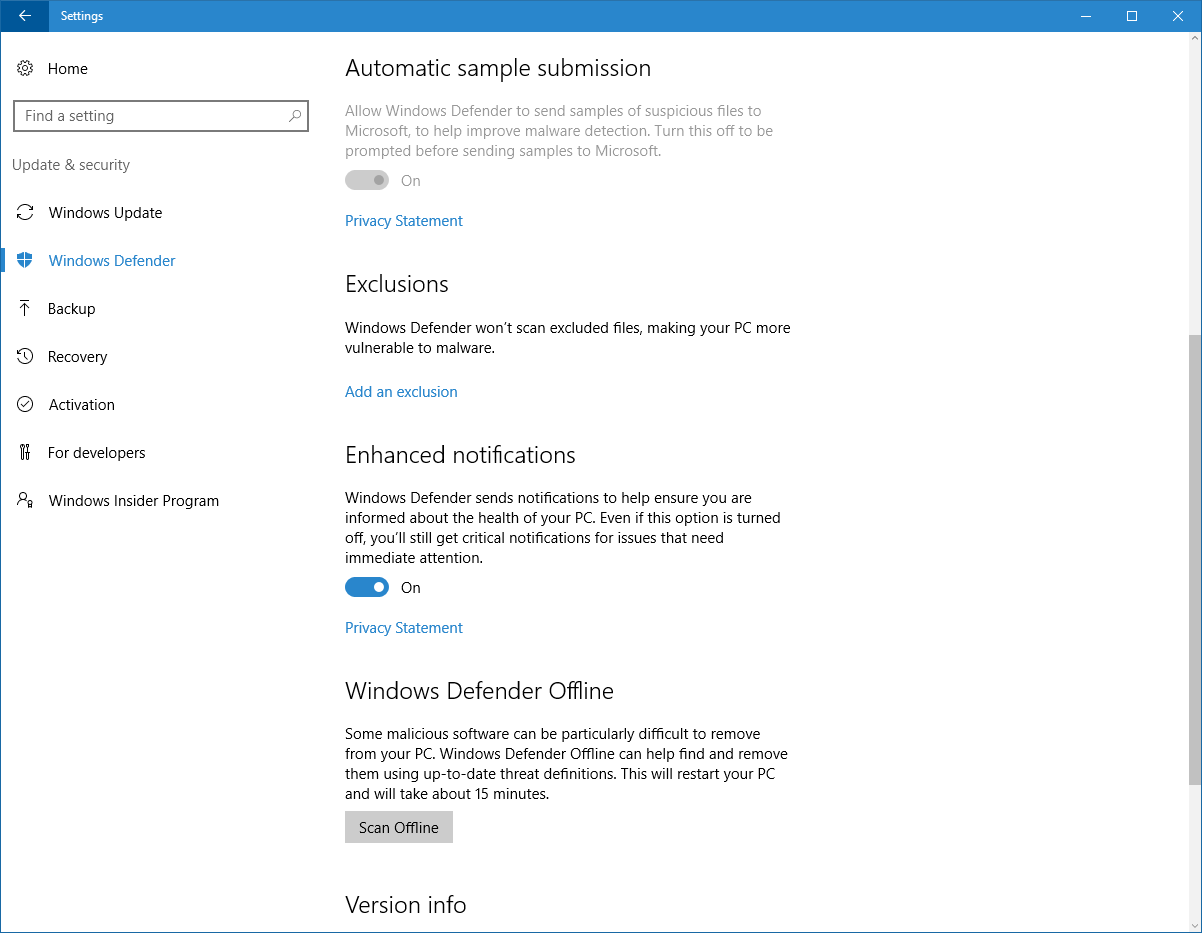 Settings
Home
Find a setting
Update & security
Windows Update
Windows Defender
Backup
Recovery
Activation
For developers
Windows Insider Program
Automatic sample submission
Allow Windows Defender to send samples of suspicious files to
Microsoft, to help improve malware detection. Turn this off to be
prompted before sending samples to Microsoft.
On
Privacy Statement
Exclusions
Windows Defender won't scan excluded files, making your PC more
vulnerable to malware.
Add an exclusion
Enhanced notifications
Windows Defender sends notifications to help ensure you are
informed about the health of your PC. Even if this option is turned
off, you'll still get critical notifications for issues that need
immediate attention.
On
Privacy Statement
Windows Defender Offline
Some malicious software can be particularly difficult to remove
from your PC. Windows Defender Offline can help find and remove
them using up-to-date threat definitions. This will restart your PC
and will take about 15 minutes.
Scan Offline
Version info